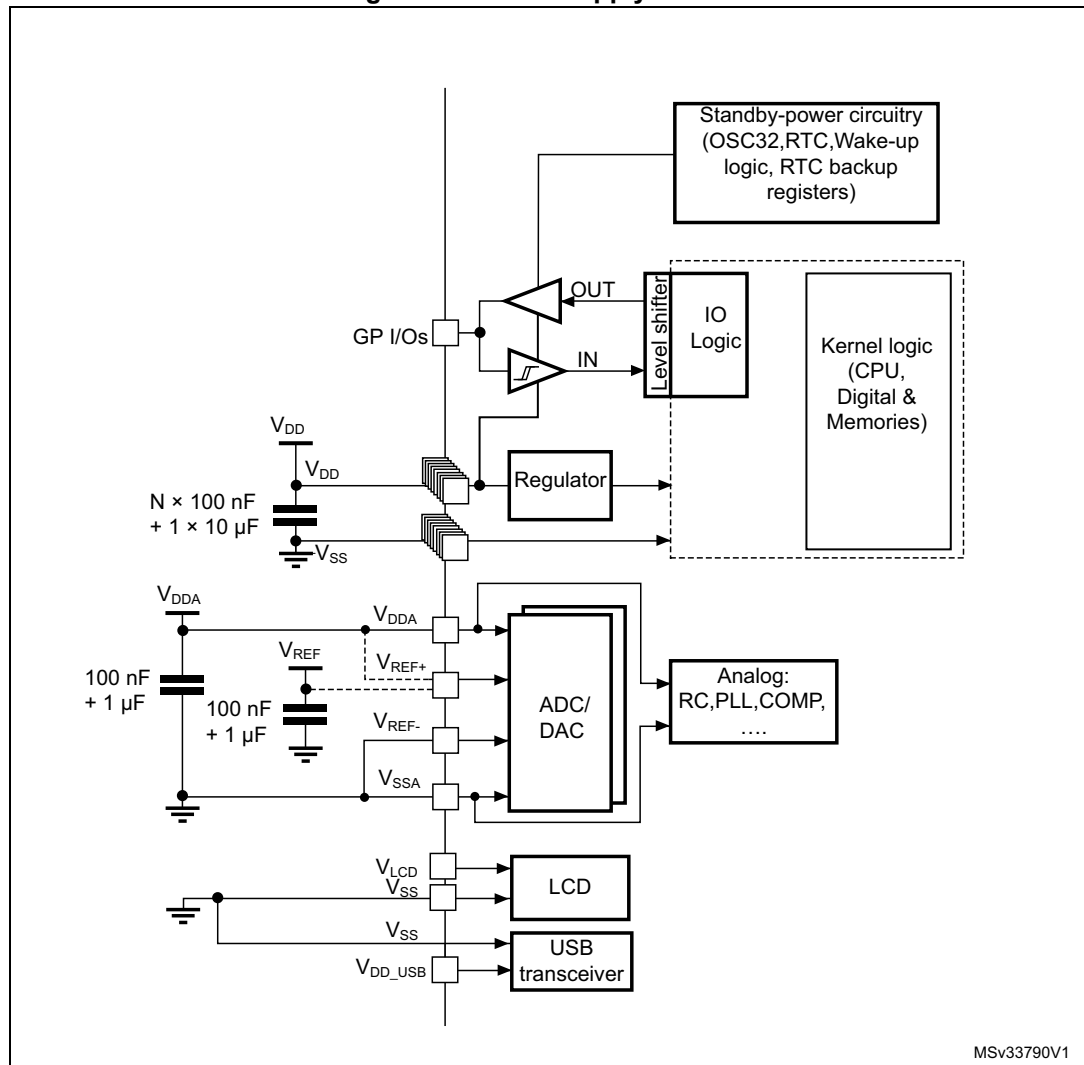 Standby-power circuitry
(OSC32,RTC,Wake-up
logic, RTC backup
registers)
OUT
Level shifter
IO
Logic
GP I/Os
IN
Kernel logic
(CPU,
Digital &
Memories)
VDD
VDD
Regulator
N × 100 nF
+ 1 × 10 µF
VSS
VDDA
VDDA
VREF
VREF+
100 nF
+ 1 µF
100 nF
+ 1 µF
VREF-
ADC/
DAC
Analog:
RC,PLL,COMP,
....
VSSA
VLCD
VSS
LCD
VSS
USB
transceiver
VDD_USB
MSv33790V1